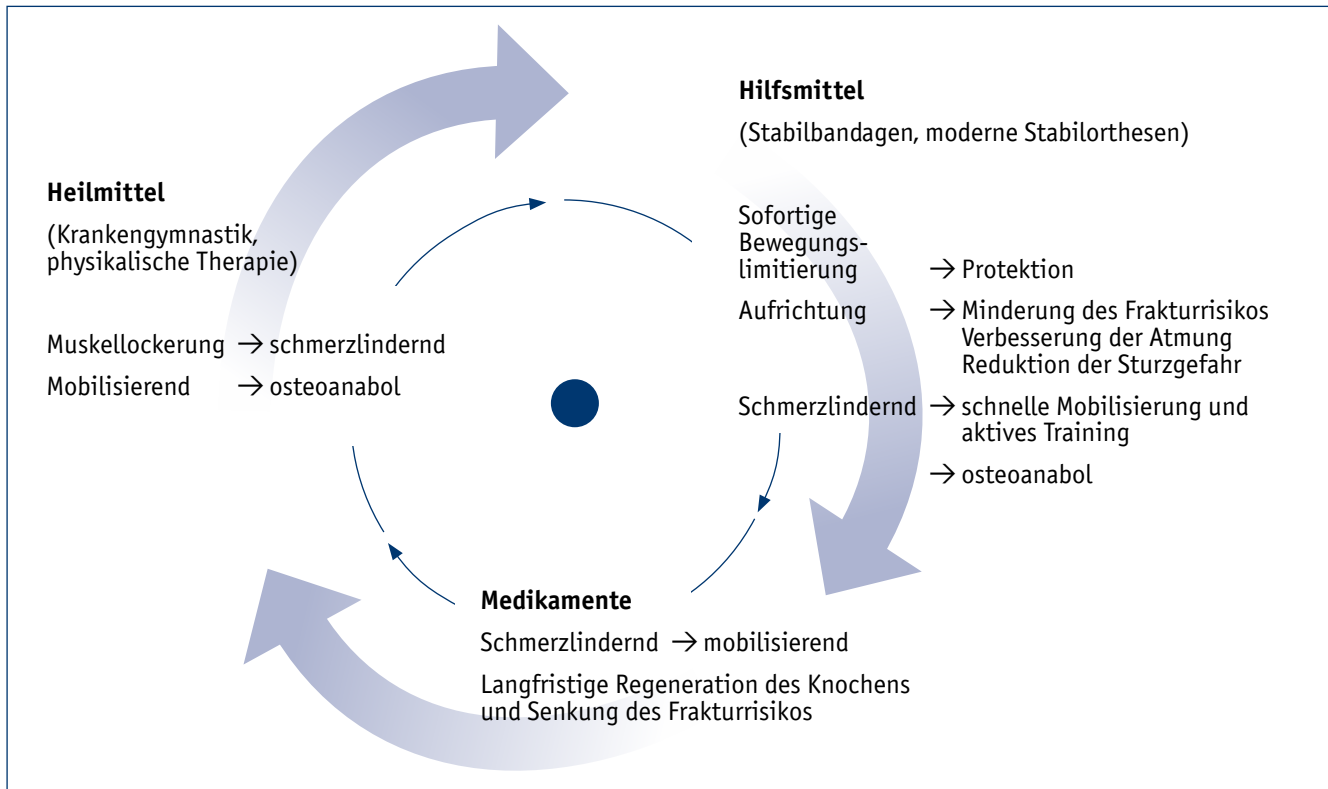 Heilmittel
(Krankengymnastik,
physikalische Therapie)
Muskellockerung → schmerzlindernd
Mobilisierend → osteoanabol
Hilfsmittel
(Stabilbandagen, moderne Stabilorthesen)
Sofortige
Bewegungs-
limitierung → Protektion
Aufrichtung → Minderung des Frakturrisikos
Verbesserung der Atmung
Reduktion der Sturzgefahr
Schmerzlindernd → schnelle Mobilisierung und
aktives Training
→ osteoanabol
Medikamente
Schmerzlindernd → mobilisierend
Langfristige Regeneration des Knochens
und Senkung des Frakturrisikos